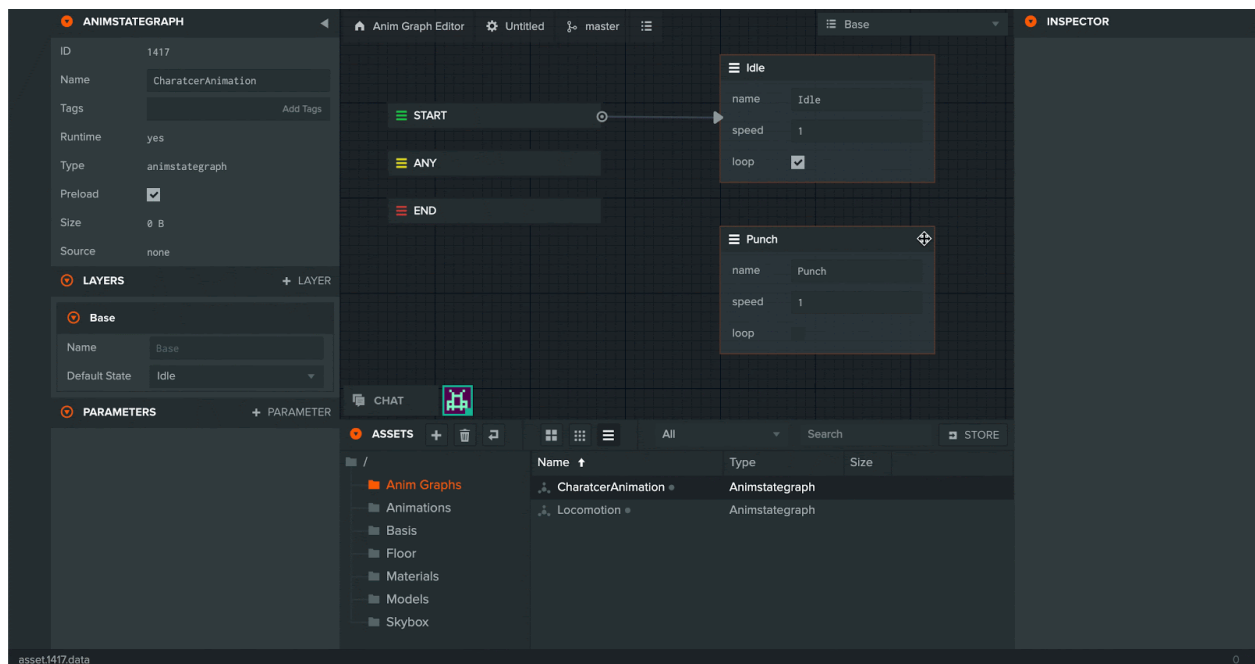 ANIMSTATEGRAPH
ID 1417
Name CharatcerAnimation
Tags Add Tags
Runtime yes
Type animstategraph
Preload
Size 0 B
Source none
LAYERS + LAYER
Base
Name Base
Default State Idle
PARAMETERS + PARAMETER
Anim Graph Editor Untitled master Base
START
ANY
END
Idle
name Idle
speed 1
loop
Punch
name Punch
speed 1
loop
CHAT
ASSETS All Search STORE
/
Anim Graphs
Animations
Basis
Floor
Materials
Models
Skybox
Name Type Size
CharatcerAnimation Animstategraph
Locomotion Animstategraph
INSPECTOR
asset.1417.data 0